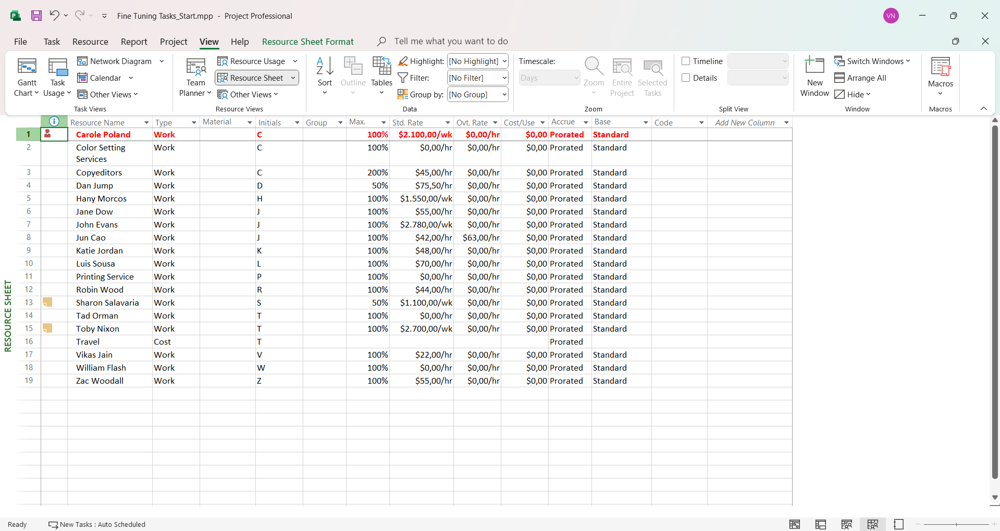 Fine Tuning Tasks_Start.mpp - Project Professional
VN
File Task Resource Report Project View Help Resource Sheet Format Tell me what you want to do
Gantt Chart
Task Usage
Network Diagram
Calendar
Other Views
Task Views
Team Planner
Resource Usage
Resource Sheet
Other Views
Resource Views
Sort
Outline
Tables
Highlight: [No Highlight]
Filter: [No Filter]
Group by: [No Group]
Data
Timescale:
Days
Zoom
Entire Project
Selected Tasks
Zoom
Timeline
Details
Split View
New Window
Switch Windows
Arrange All
Hide
Window
Macros
Macros
Resource Name Type Material Initials Group Max. Std. Rate Ovt. Rate Cost/Use Accrue Base Code Add New Column
1 Carole Poland Work C 100% $2.100,00/wk $0,00/hr $0,00 Prorated Standard
2 Color Setting Services Work C 100% $0,00/hr $0,00/hr $0,00 Prorated Standard
3 Copyeditors Work C 200% $45,00/hr $0,00/hr $0,00 Prorated Standard
4 Dan Jump Work D 50% $75,50/hr $0,00/hr $0,00 Prorated Standard
5 Hany Morcos Work H 100% $1.550,00/wk $0,00/hr $0,00 Prorated Standard
6 Jane Dow Work J 100% $55,00/hr $0,00/hr $0,00 Prorated Standard
7 John Evans Work J 100% $2.780,00/wk $0,00/hr $0,00 Prorated Standard
8 Jun Cao Work J 100% $42,00/hr $63,00/hr $0,00 Prorated Standard
9 Katie Jordan Work K 100% $48,00/hr $0,00/hr $0,00 Prorated Standard
10 Luis Sousa Work L 100% $70,00/hr $0,00/hr $0,00 Prorated Standard
11 Printing Service Work P 100% $0,00/hr $0,00/hr $0,00 Prorated Standard
12 Robin Wood Work R 100% $44,00/hr $0,00/hr $0,00 Prorated Standard
13 Sharon Salavaria Work S 50% $1.100,00/wk $0,00/hr $0,00 Prorated Standard
14 Tad Orman Work T 100% $0,00/hr $0,00/hr $0,00 Prorated Standard
15 Toby Nixon Work T 100% $2.700,00/wk $0,00/hr $0,00 Prorated Standard
16 Travel Cost T Prorated
17 Vikas Jain Work V 100% $22,00/hr $0,00/hr $0,00 Prorated Standard
18 William Flash Work W 100% $0,00/hr $0,00/hr $0,00 Prorated Standard
19 Zac Woodall Work Z 100% $55,00/hr $0,00/hr $0,00 Prorated Standard
RESOURCE SHEET
Ready New Tasks : Auto Scheduled